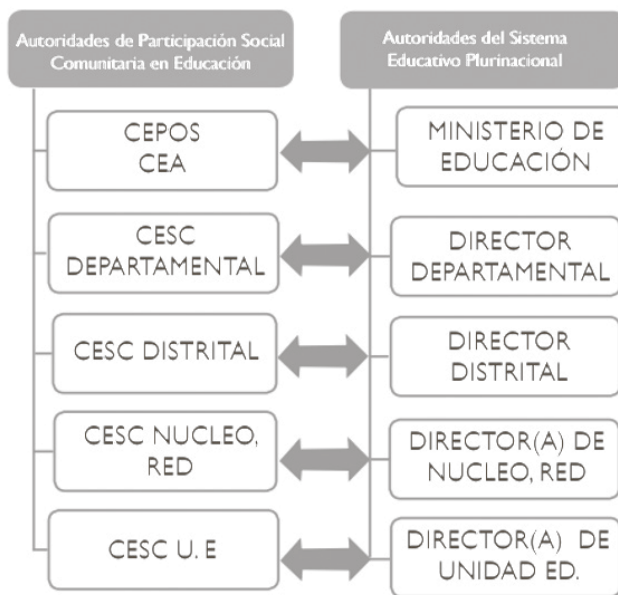 Autoridades de Participación Social
Comunitaria en Educación
CEPOS
CEA
CESC
DEPARTAMENTAL
CESC DISTRITAL
CESC NUCLEO,
RED
CESC U. E
Autoridades del Sistema
Educativo Plurinacional
MINISTERIO DE
EDUCACIÓN
DIRECTOR
DEPARTAMENTAL
DIRECTOR
DISTRITAL
DIRECTOR(A) DE
NUCLEO, RED
DIRECTOR(A) DE
UNIDAD ED.